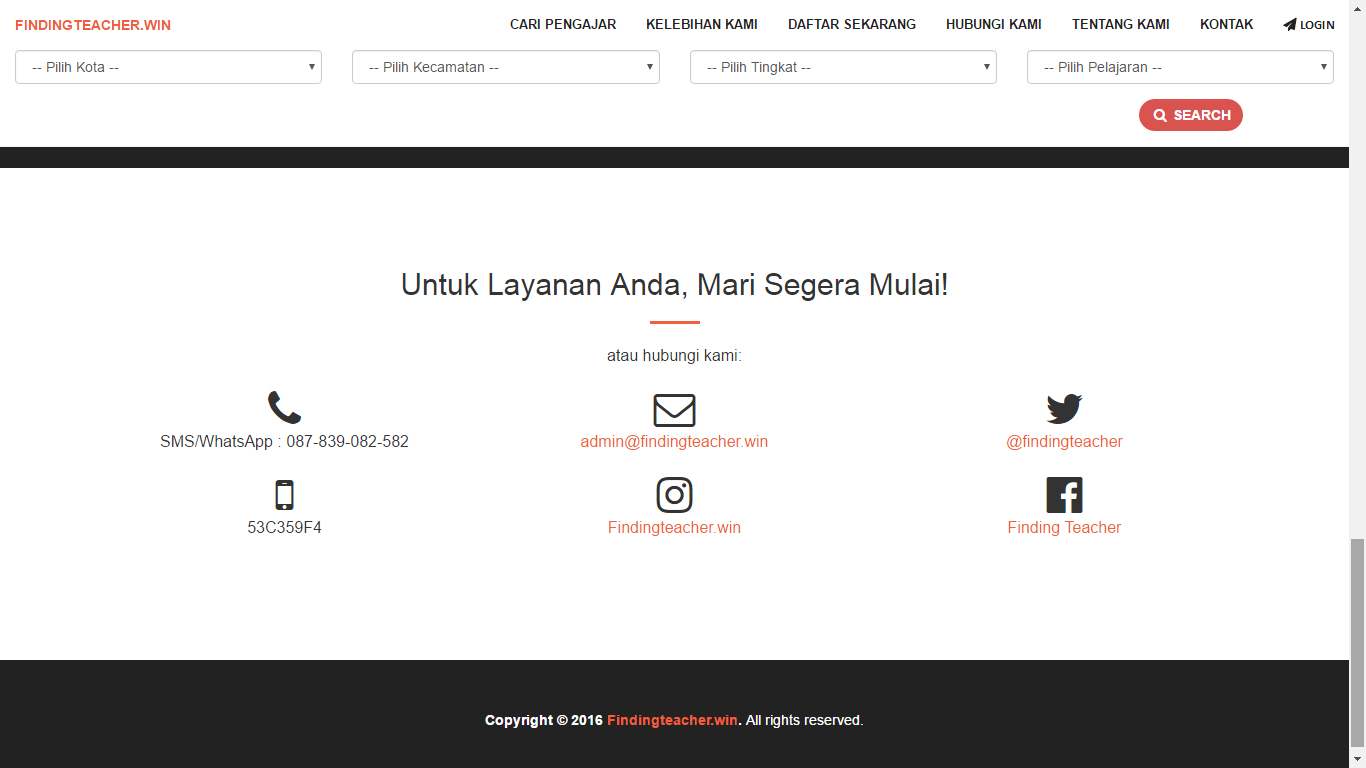 FINDINGTEACHER.WIN CARI PENGAJAR KELEBIHAN KAMI DAFTAR SEKARANG HUBUNGI KAMI TENTANG KAMI KONTAK LOGIN
-- Pilih Kota -- -- Pilih Kecamatan -- -- Pilih Tingkat -- -- Pilih Pelajaran --
SEARCH
Untuk Layanan Anda, Mari Segera Mulai!
atau hubungi kami:
SMS/WhatsApp : 087-839-082-582 admin@findingteacher.win @findingteacher
53C359F4 Findingteacher.win Finding Teacher
Copyright © 2016 Findingteacher.win. All rights reserved.